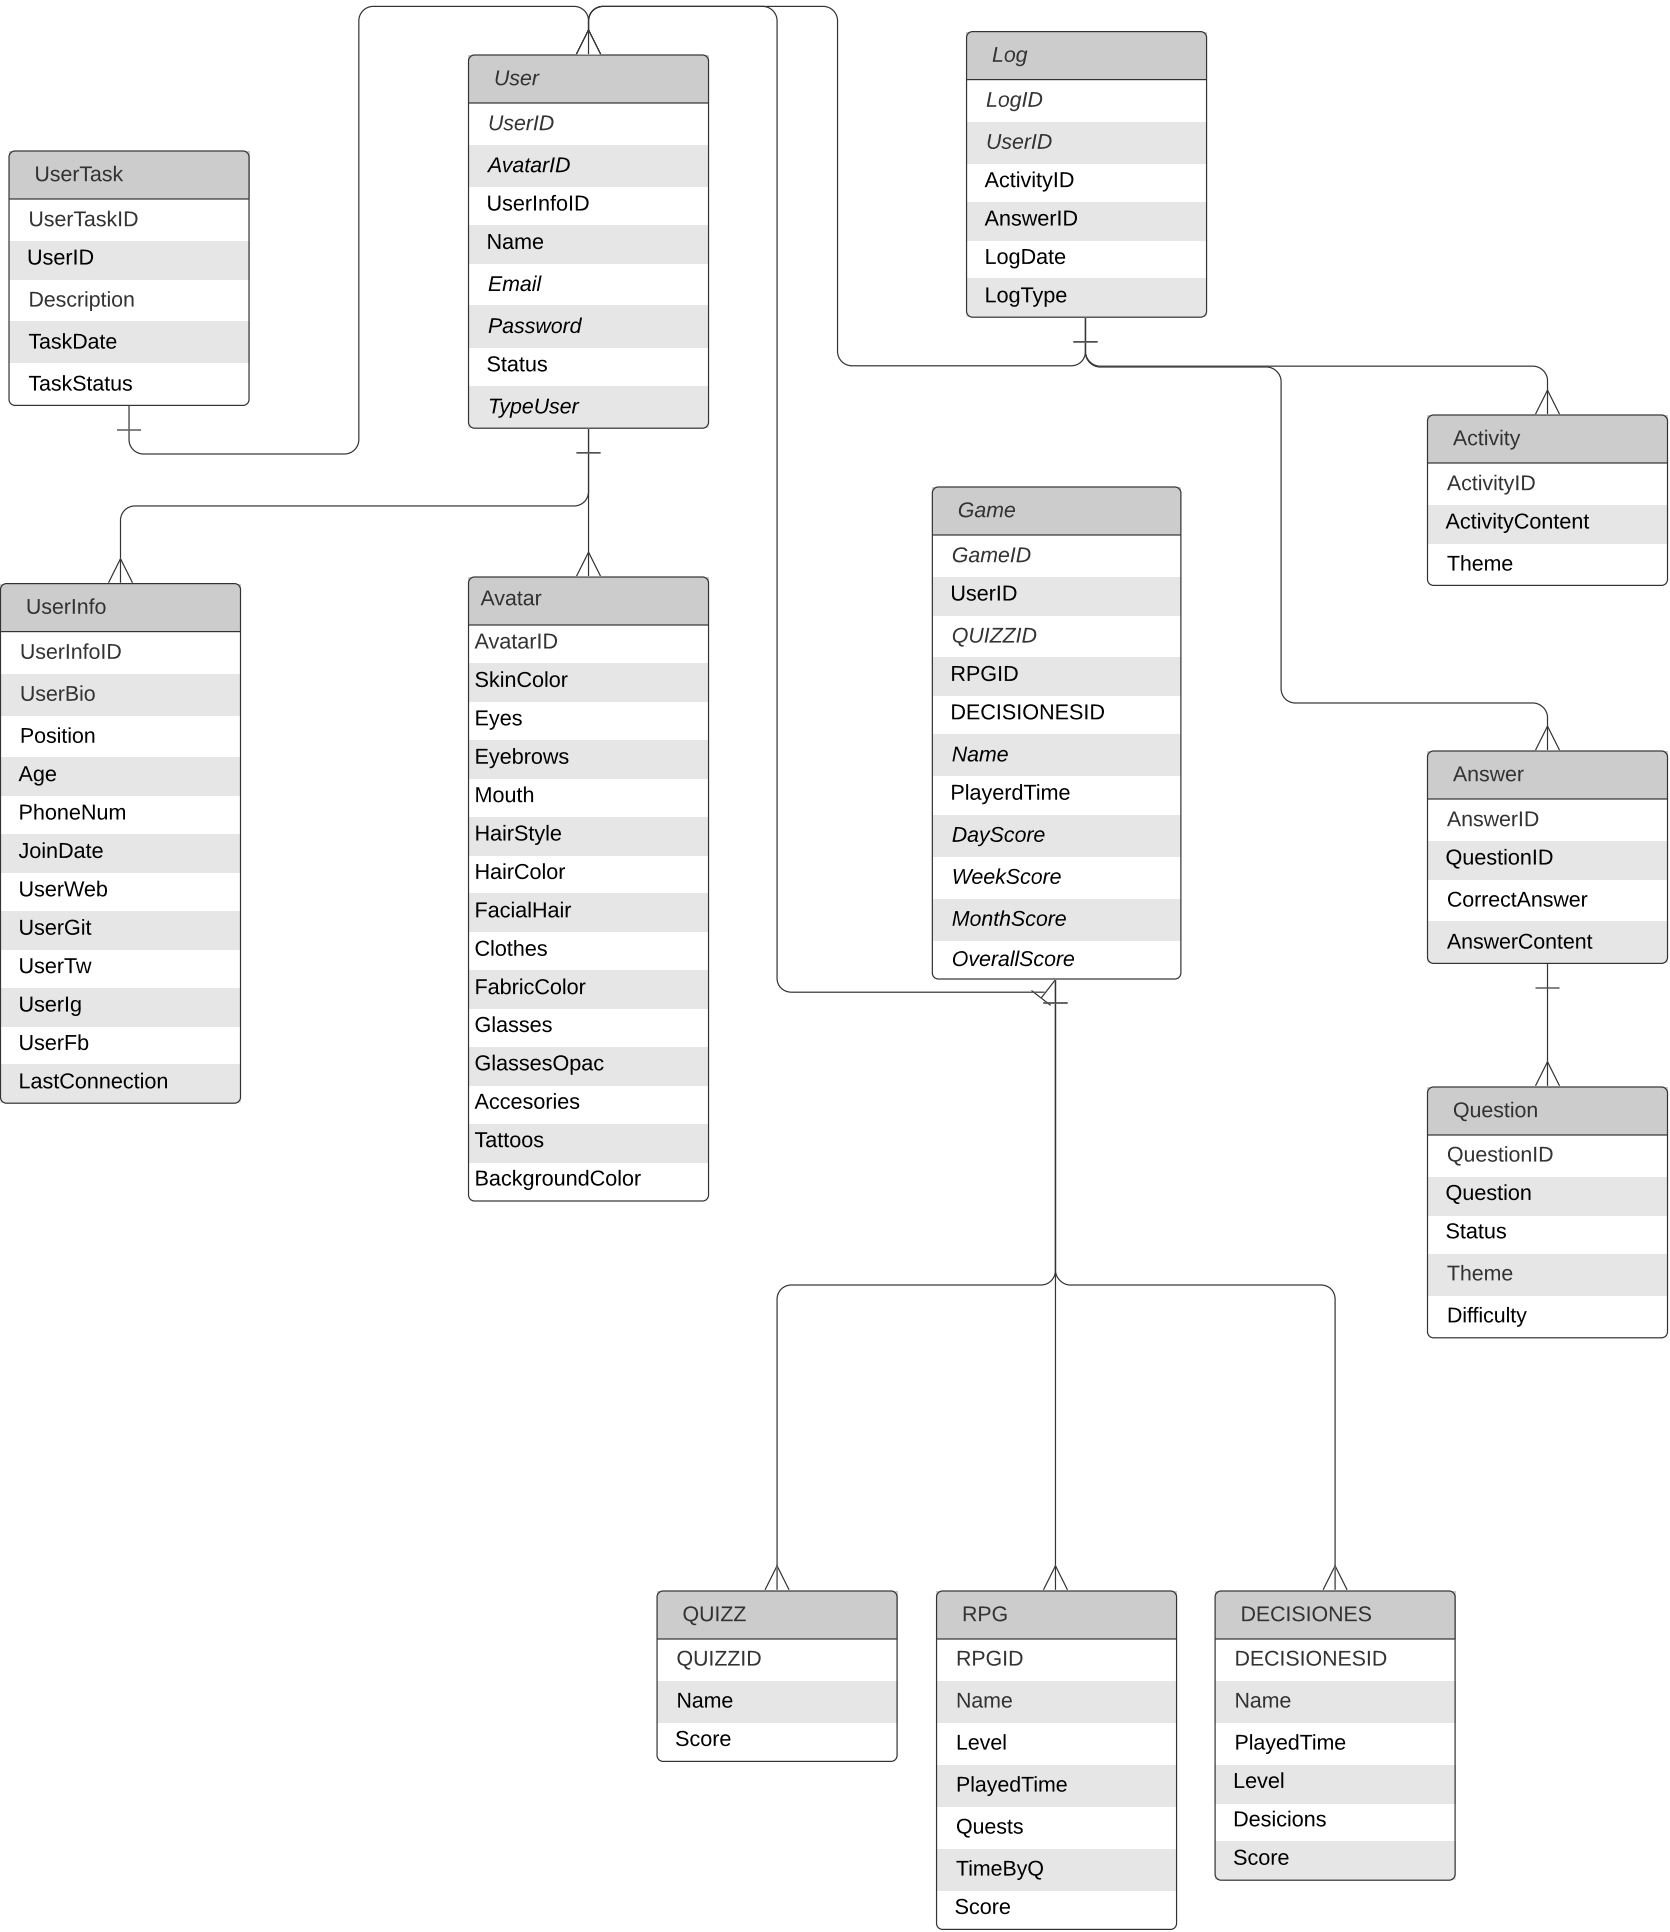 User
UserID
AvatarID
UserInfoID
Name
Email
Password
Status
TypeUser
Log
LogID
UserID
ActivityID
AnswerID
LogDate
LogType
UserTask
UserTaskID
UserID
Description
TaskDate
TaskStatus
Activity
ActivityID
ActivityContent
Theme
Game
GameID
UserID
QUIZZID
RPGID
DECISIONESID
Name
PlayerdTime
DayScore
WeekScore
MonthScore
OverallScore
UserInfo
UserInfoID
UserBio
Position
Age
PhoneNum
JoinDate
UserWeb
UserGit
UserTw
UserIg
UserFb
LastConnection
Avatar
AvatarID
SkinColor
Eyes
Eyebrows
Mouth
HairStyle
HairColor
FacialHair
Clothes
FabricColor
Glasses
GlassesOpac
Accesories
Tattoos
BackgroundColor
Answer
AnswerID
QuestionID
CorrectAnswer
AnswerContent
Question
QuestionID
Question
Status
Theme
Difficulty
QUIZZ
QUIZZID
Name
Score
RPG
RPGID
Name
Level
PlayedTime
Quests
TimeByQ
Score
DECISIONES
DECISIONESID
Name
PlayedTime
Level
Desicions
Score